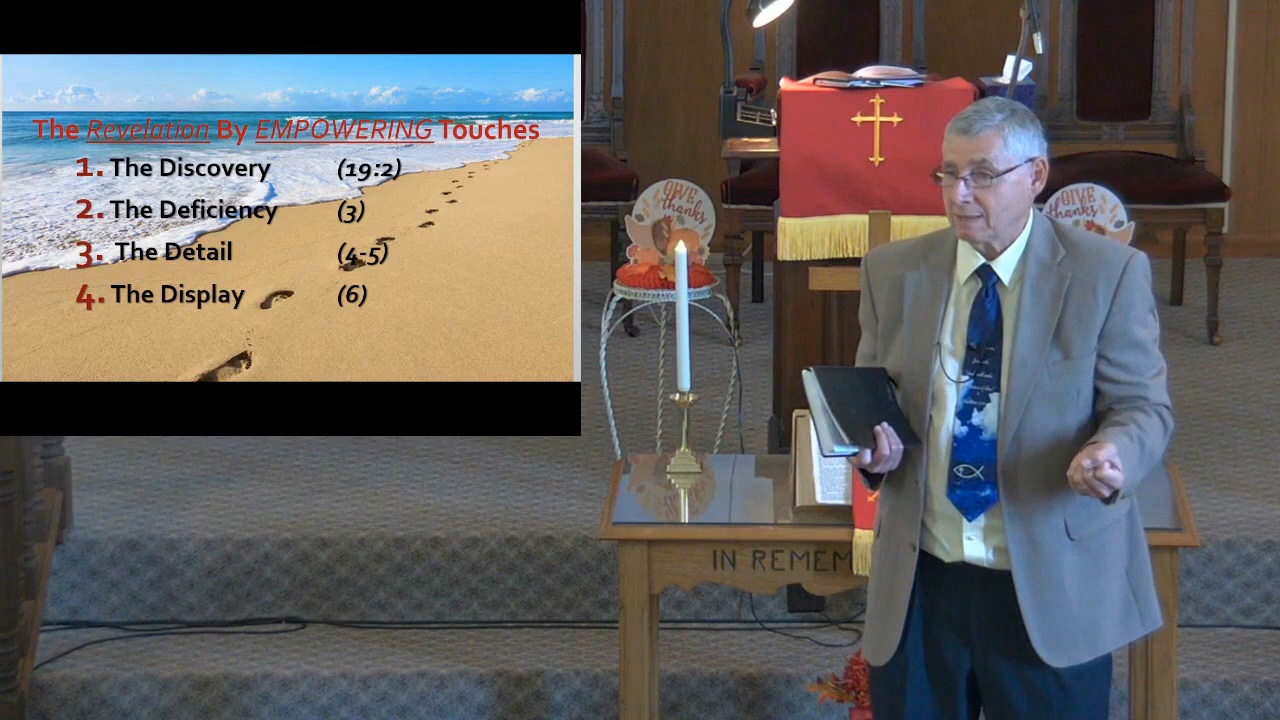 The Revelation By EMPOWERING Touches
1. The Discovery (19:2)
2. The Deficiency (3)
3. The Detail (4-5)
4. The Display (6)
GIVE
thanks
GIVE
thanks
IN REMEM